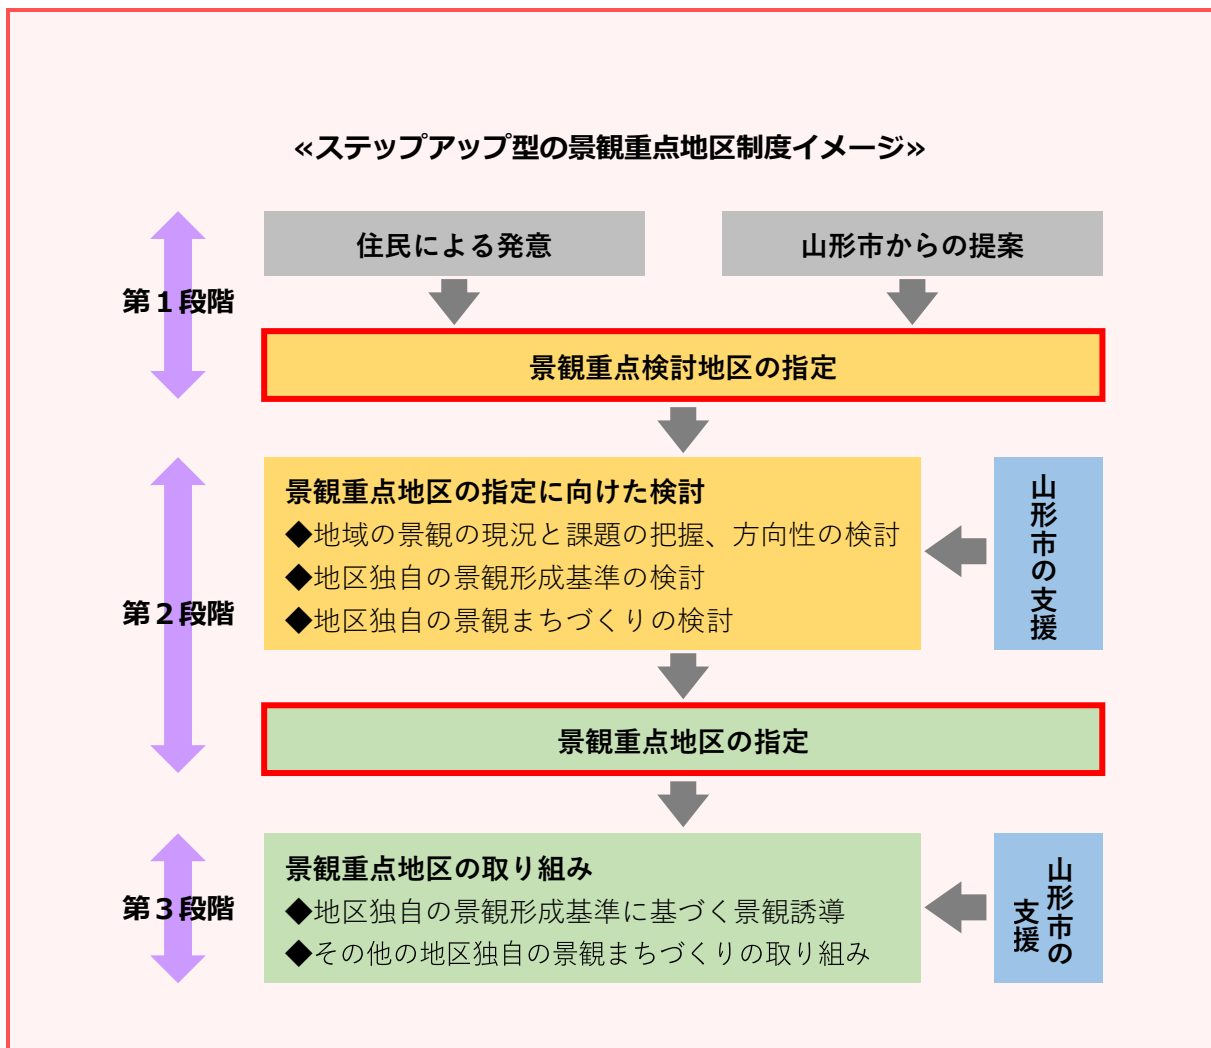 «ステップアップ型の景観重点地区制度イメージ»
第１段階
住民による発意
山形市からの提案
景観重点検討地区の指定
第２段階
景観重点地区の指定に向けた検討
◆地域の景観の現況と課題の把握、方向性の検討
◆地区独自の景観形成基準の検討
◆地区独自の景観まちづくりの検討
山形市の支援
景観重点地区の指定
第３段階
景観重点地区の取り組み
◆地区独自の景観形成基準に基づく景観誘導
◆その他の地区独自の景観まちづくりの取り組み
山形市の
支援